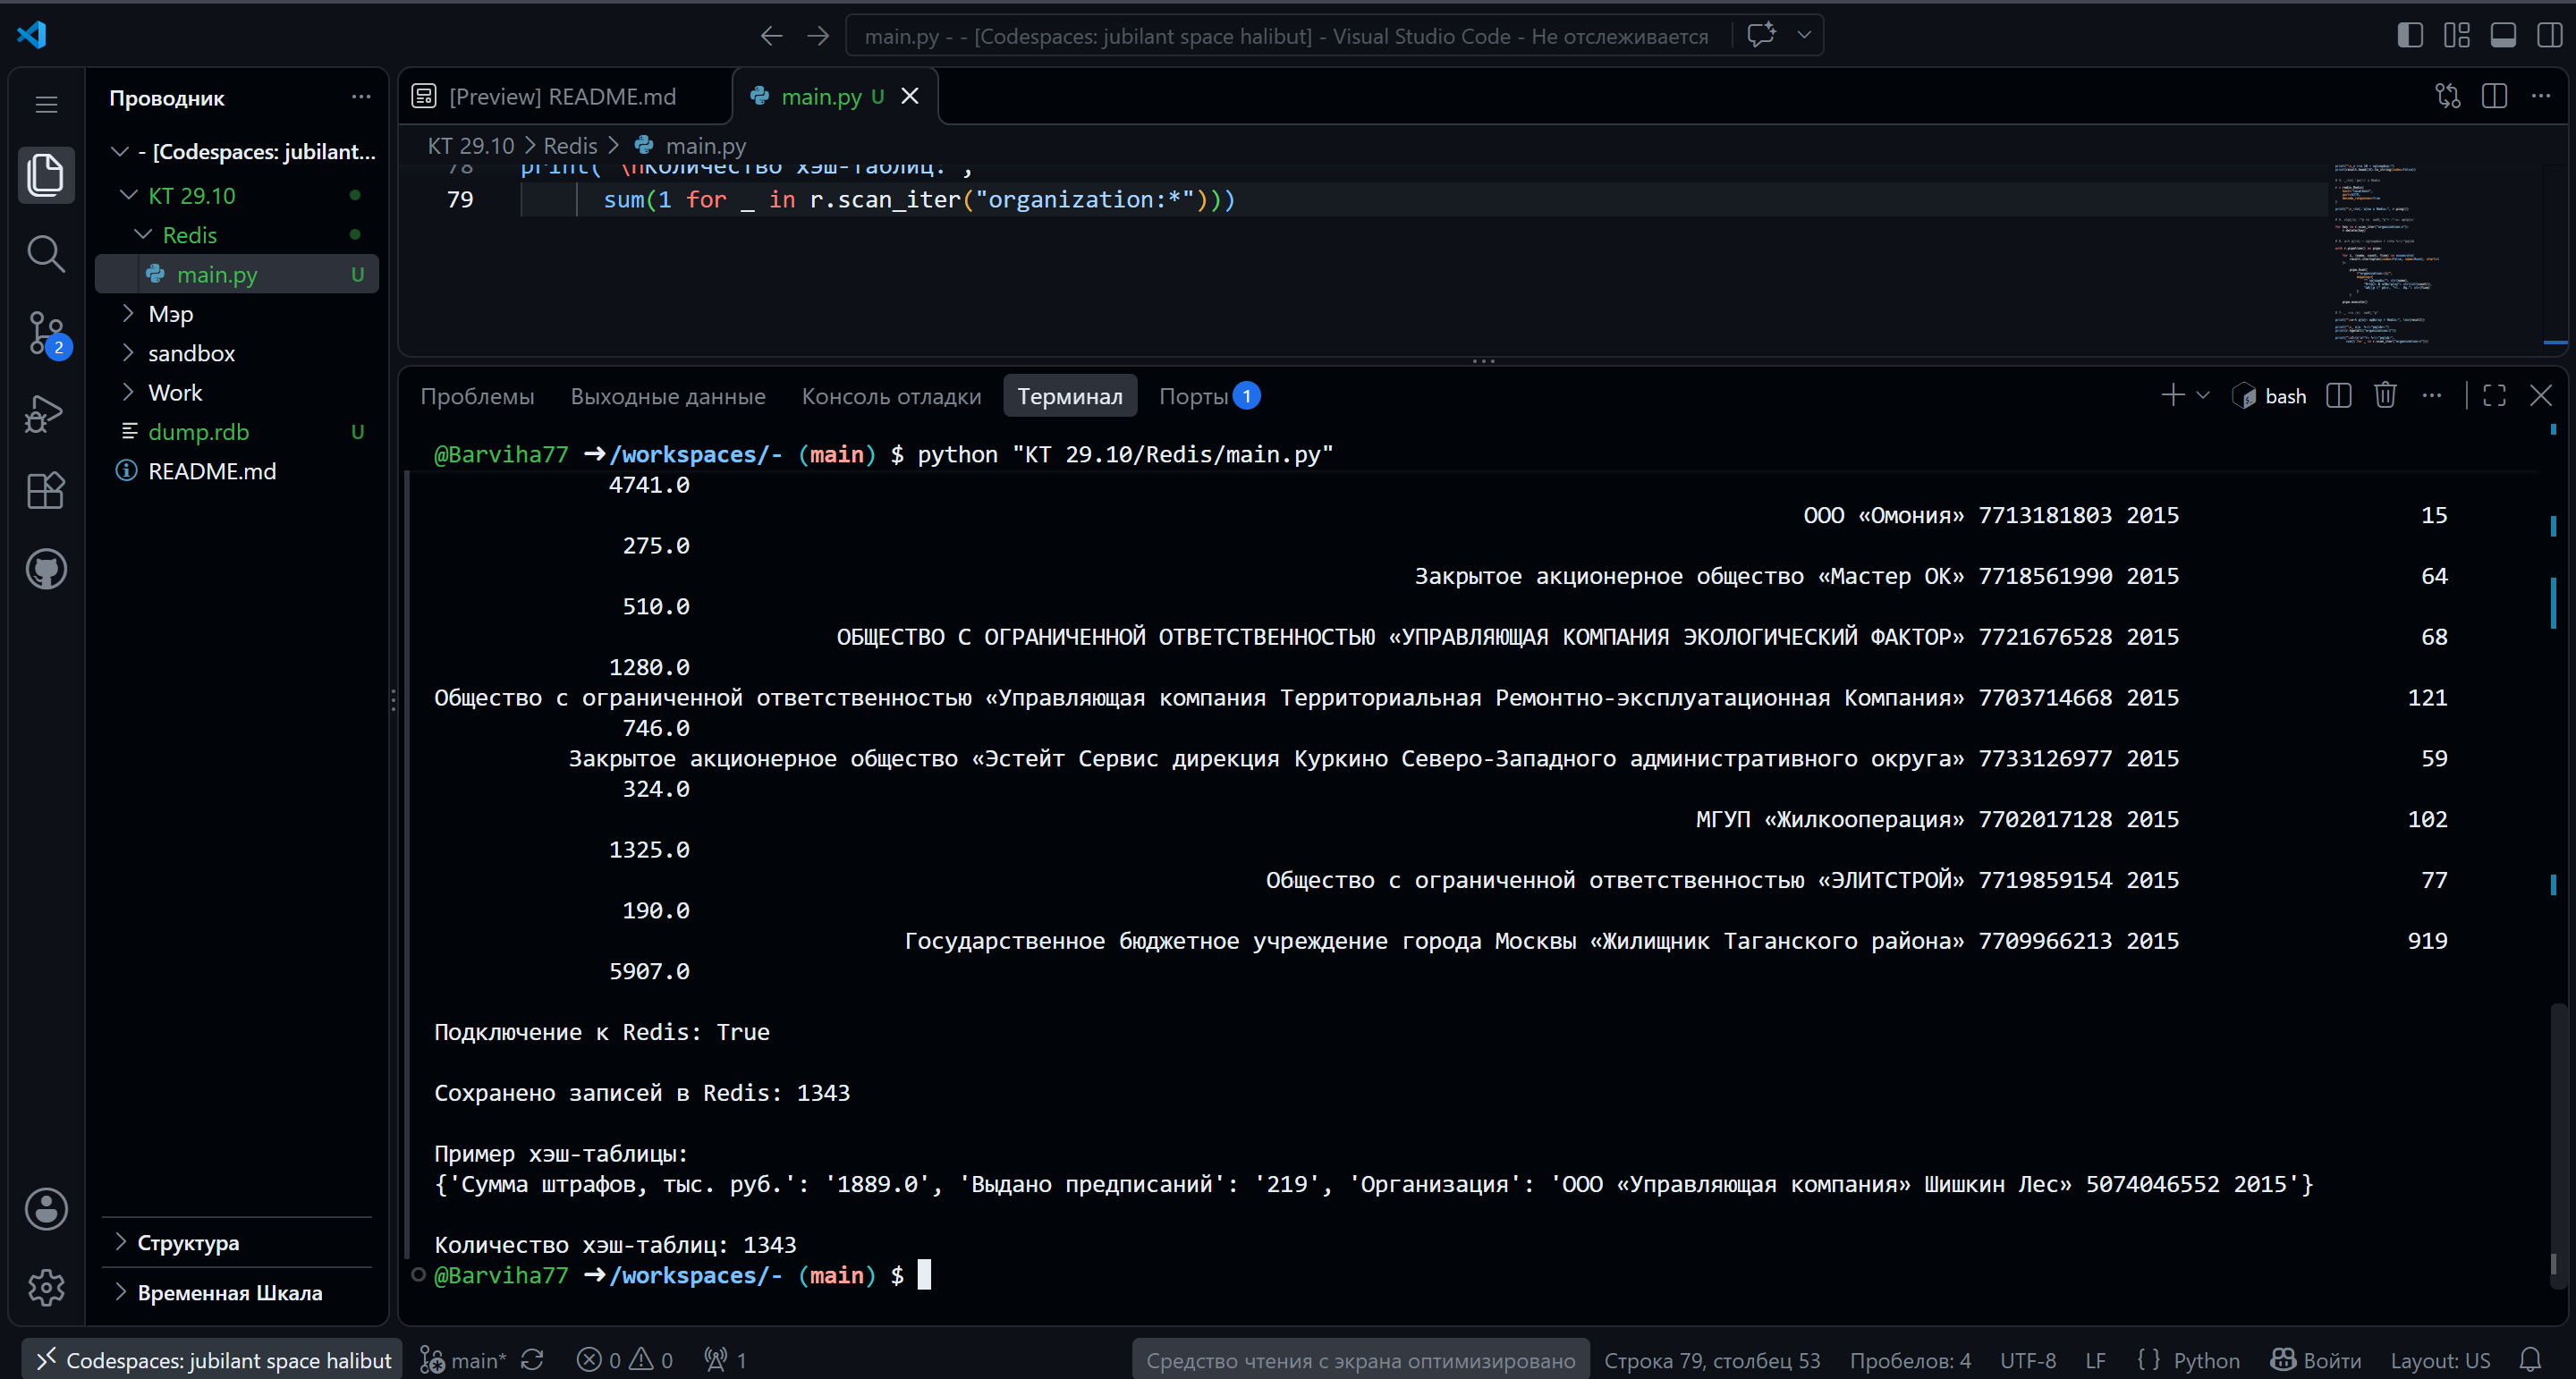 main.py - - [Codespaces: jubilant space halibut] - Visual Studio Code - Не отслеживается
Проводник
- [Codespaces: jubilant...
КТ 29.10
Redis
main.py U
Мэр
sandbox
Work
dump.rdb U
README.md
Структура
Временная Шкала
2
[Preview] README.md
main.py U
КТ 29.10 > Redis > main.py
78 print("\nКоличество хэш-таблиц:",
79 sum(1 for _ in r.scan_iter("organization:*")))
Проблемы
Выходные данные
Консоль отладки
Терминал
Порты 1
bash
@Barviha77 ➜ /workspaces/- (main) $ python "КТ 29.10/Redis/main.py"
4741.0
ООО «Омония» 7713181803 2015 15
275.0
Закрытое акционерное общество «Мастер ОК» 7718561990 2015 64
510.0
ОБЩЕСТВО С ОГРАНИЧЕННОЙ ОТВЕТСТВЕННОСТЬЮ «УПРАВЛЯЮЩАЯ КОМПАНИЯ ЭКОЛОГИЧЕСКИЙ ФАКТОР» 7721676528 2015 68
1280.0
Общество с ограниченной ответственностью «Управляющая компания Территориальная Ремонтно-эксплуатационная Компания» 7703714668 2015 121
746.0
Закрытое акционерное общество «Эстейт Сервис дирекция Куркино Северо-Западного административного округа» 7733126977 2015 59
324.0
МГУП «Жилкооперация» 7702017128 2015 102
1325.0
Общество с ограниченной ответственностью «ЭЛИТСТРОЙ» 7719859154 2015 77
190.0
Государственное бюджетное учреждение города Москвы «Жилищник Таганского района» 7709966213 2015 919
5907.0
Подключение к Redis: True
Сохранено записей в Redis: 1343
Пример хэш-таблицы:
{'Сумма штрафов, тыс. руб.': '1889.0', 'Выдано предписаний': '219', 'Организация': 'ООО «Управляющая компания» Шишкин Лес» 5074046552 2015'}
Количество хэш-таблиц: 1343
@Barviha77 ➜ /workspaces/- (main) $
Codespaces: jubilant space halibut
main*
0 0
1
Средство чтения с экрана оптимизировано
Строка 79, столбец 53
Пробелов: 4
UTF-8
LF
{ } Python
Войти
Layout: US